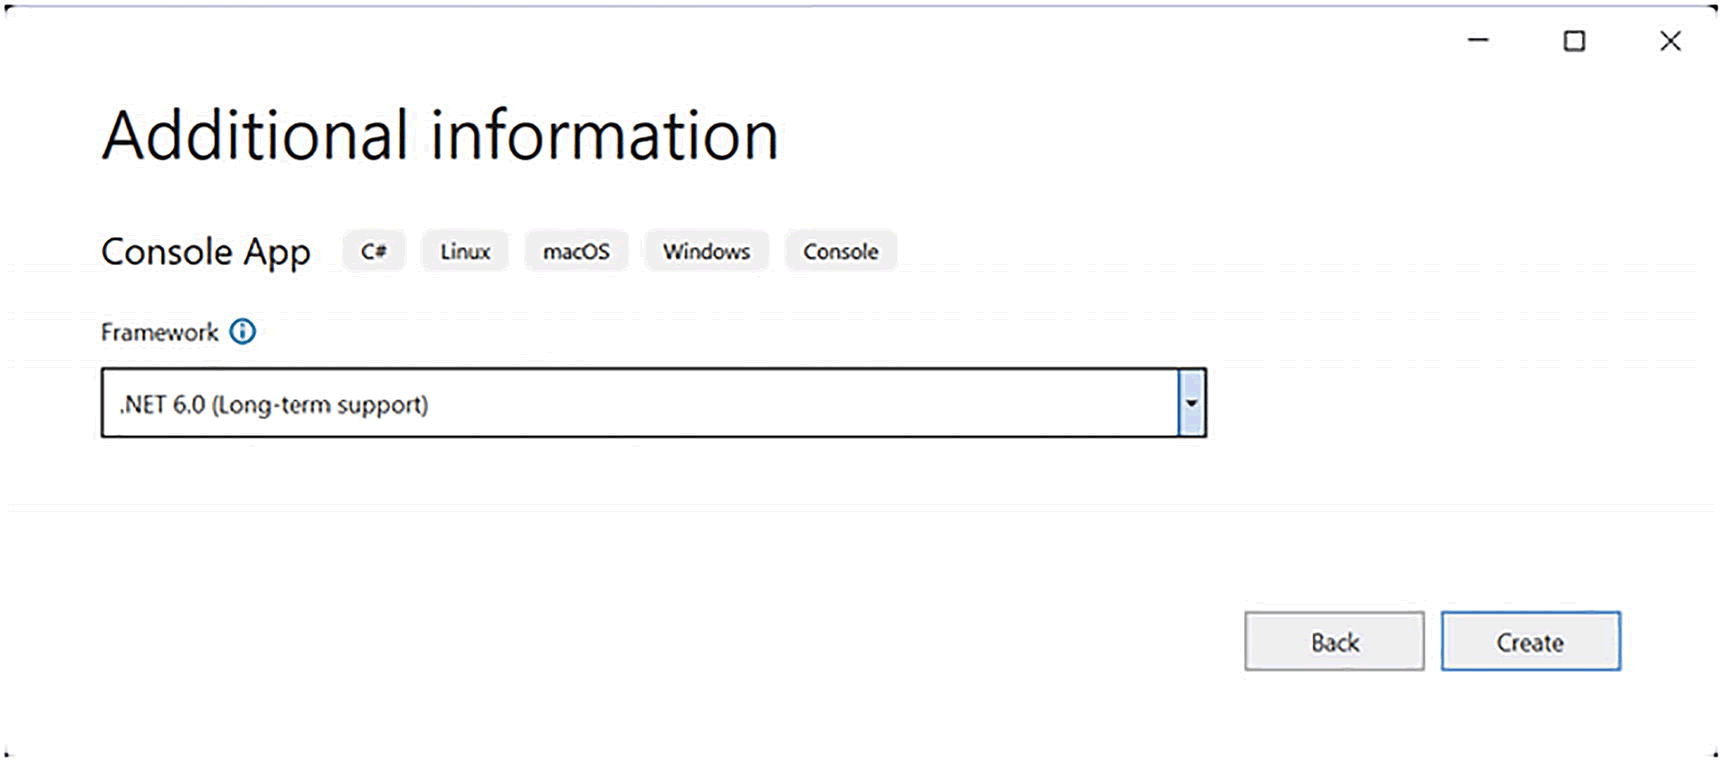 Additional information
Console App C# Linux macOS Windows Console
Framework
.NET 6.0 (Long-term support)
Back Create